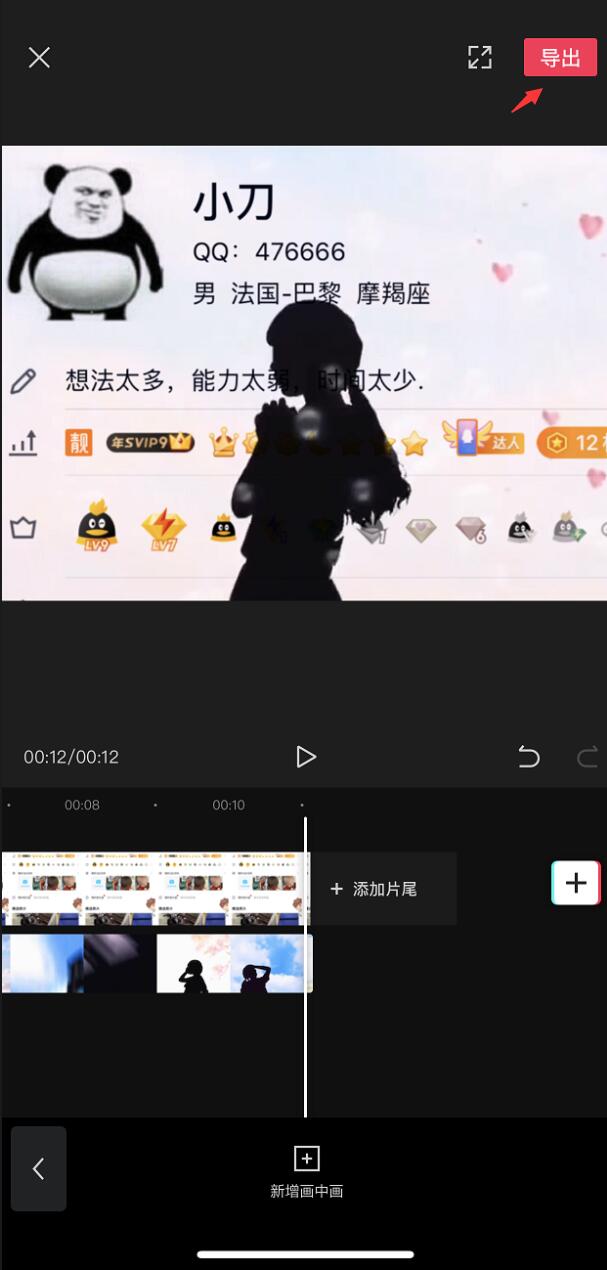 导出
小刀
QQ：476666
男 法国-巴黎 摩羯座
想法太多，能力太弱，时间太少.
靓 年SVIP9 达人 12
LV9 LV7 1 6
00:12/00:12
00:08 00:10
+ 添加片尾
新增画中画